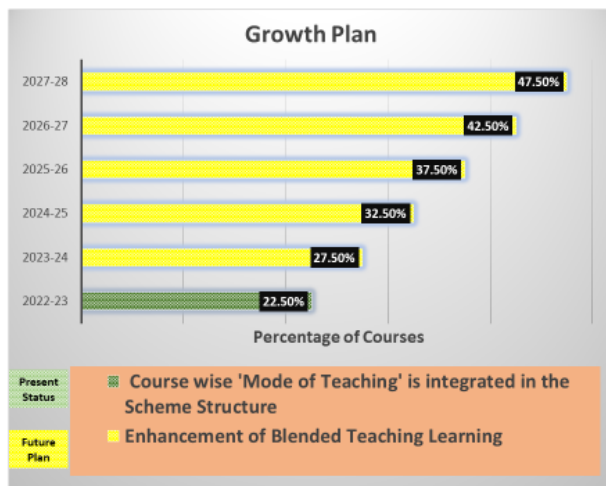 Growth Plan
2027-28
47.50%
2026-27
42.50%
2025-26
37.50%
2024-25
32.50%
2023-24
27.50%
2022-23
22.50%
Percentage of Courses
Present
Status
Course wise 'Mode of Teaching' is integrated in the
Scheme Structure
Future
Plan
Enhancement of Blended Teaching Learning